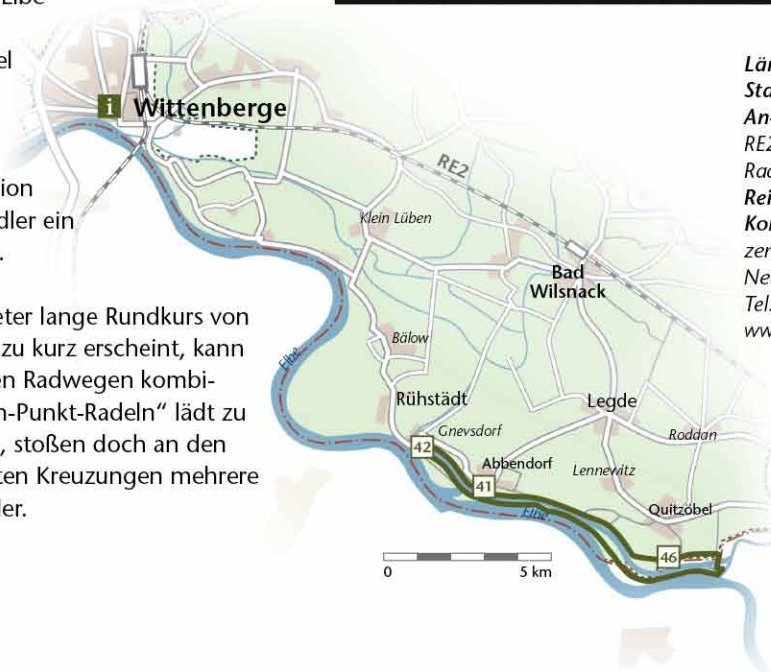 Elbe
el
ion
dler ein
.
eter lange Rundkurs von
zu kurz erscheint, kann
en Radwegen kombi-
n-Punkt-Radeln“ lädt zu
, stoßen doch an den
ten Kreuzungen mehrere
ler.
i Wittenberge
RE2
Klein Lüben
Bad
Wilsnack
Bälow
Elbe
Rühstädt
Legde
Gnevsdorf
Roddan
42
Abbendorf
Lennewitz
41
Elbe
Quitzöbel
46
0 5 km
Län
Sta
An
RE2
Rad
Rei
Kon
zer
Ne
Tel.
ww